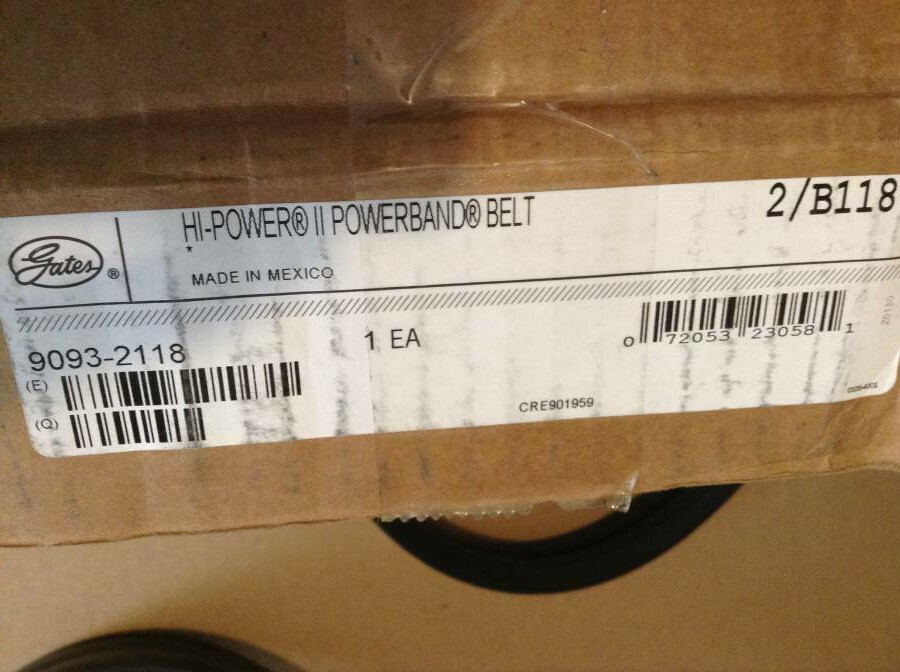 HI-POWER® II POWERBAND® BELT
2/B118
*
Gates®
MADE IN MEXICO
9093-2118
1 EA
0 72053 23058 1
(E)
(Q)
CRE901959